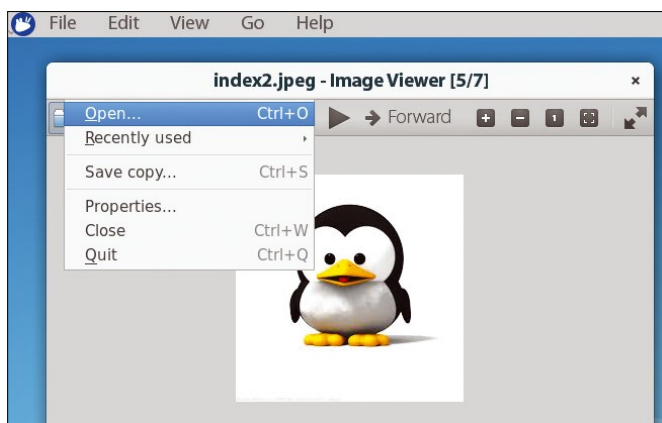 File Edit View Go Help
index2.jpeg - Image Viewer [5/7] ×
Open... Ctrl+O
Forward
1
Recently used
Save copy... Ctrl+S
Properties...
Close Ctrl+W
Quit Ctrl+Q